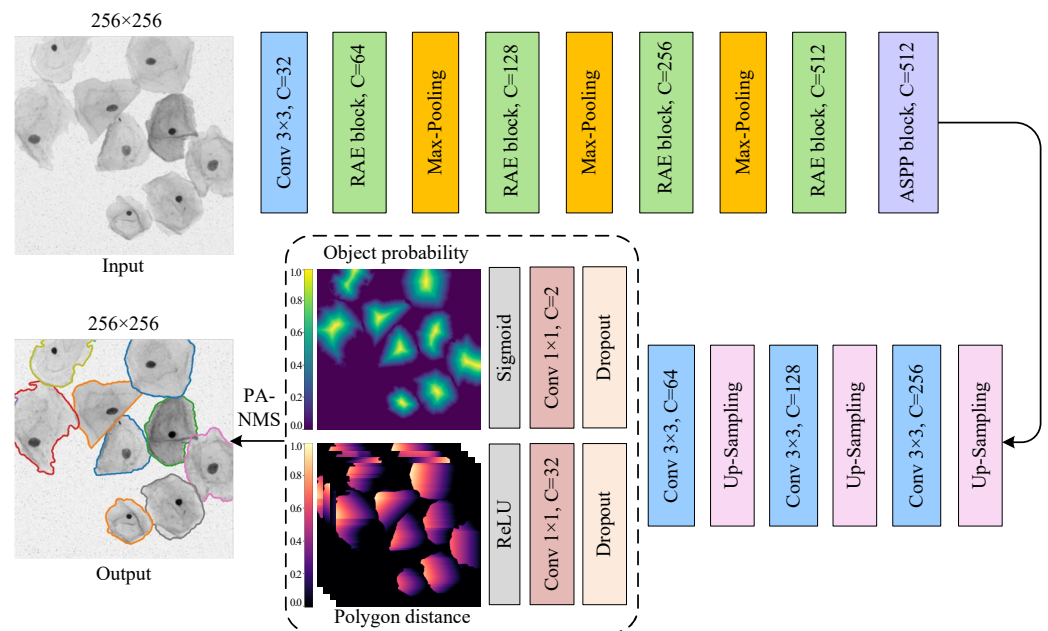 256×256
Input
Conv 3×3, C=32
RAE block, C=64
Max-Pooling
RAE block, C=128
Max-Pooling
RAE block, C=256
Max-Pooling
RAE block, C=512
ASPP block, C=512
Object probability
1.0
0.8
0.6
0.4
0.2
0.0
Sigmoid
Conv 1×1, C=2
Dropout
1.0
0.8
0.6
0.4
0.2
0.0
Polygon distance
ReLU
Conv 1×1, C=32
Dropout
Conv 3×3, C=64
Up-Sampling
Conv 3×3, C=128
Up-Sampling
Conv 3×3, C=256
Up-Sampling
PA-
NMS
256×256
Output